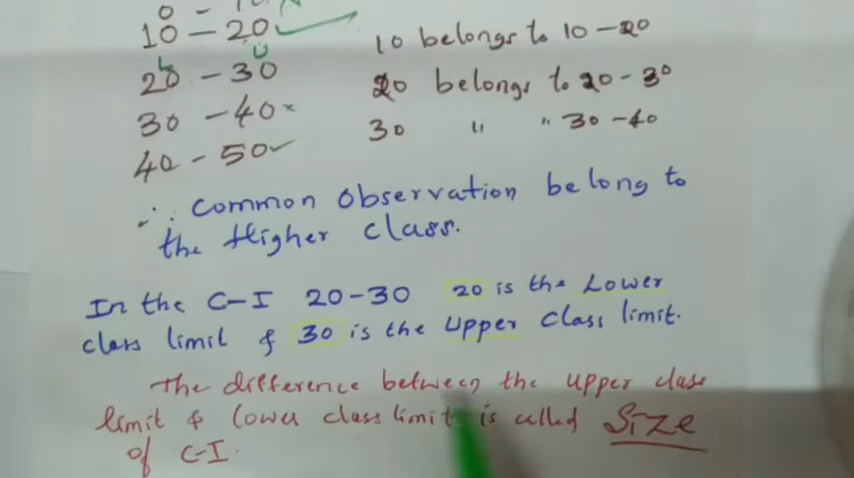 0 -
10 - 20 10 belongs to 10 - 20
L U
20 - 30 20 belongs to 20 - 30
30 - 40 × 30 " " 30 - 40
40 - 50 ✓
∴ Common Observation belong to
the Higher class.
In the C-I 20-30 20 is the Lower
class limit & 30 is the Upper class limit.
The difference between the upper class
limit & lower class limit is called Size
of C-I.